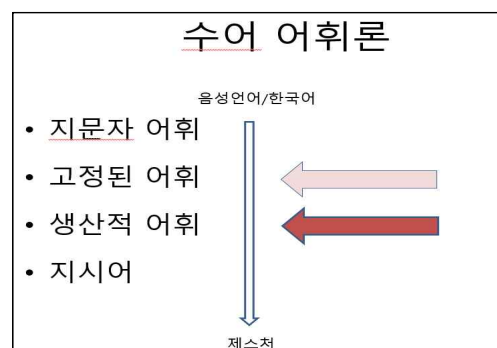 수어 어휘론
음성언어/한국어
• 지문자 어휘
• 고정된 어휘
• 생산적 어휘
• 지시어
제스처